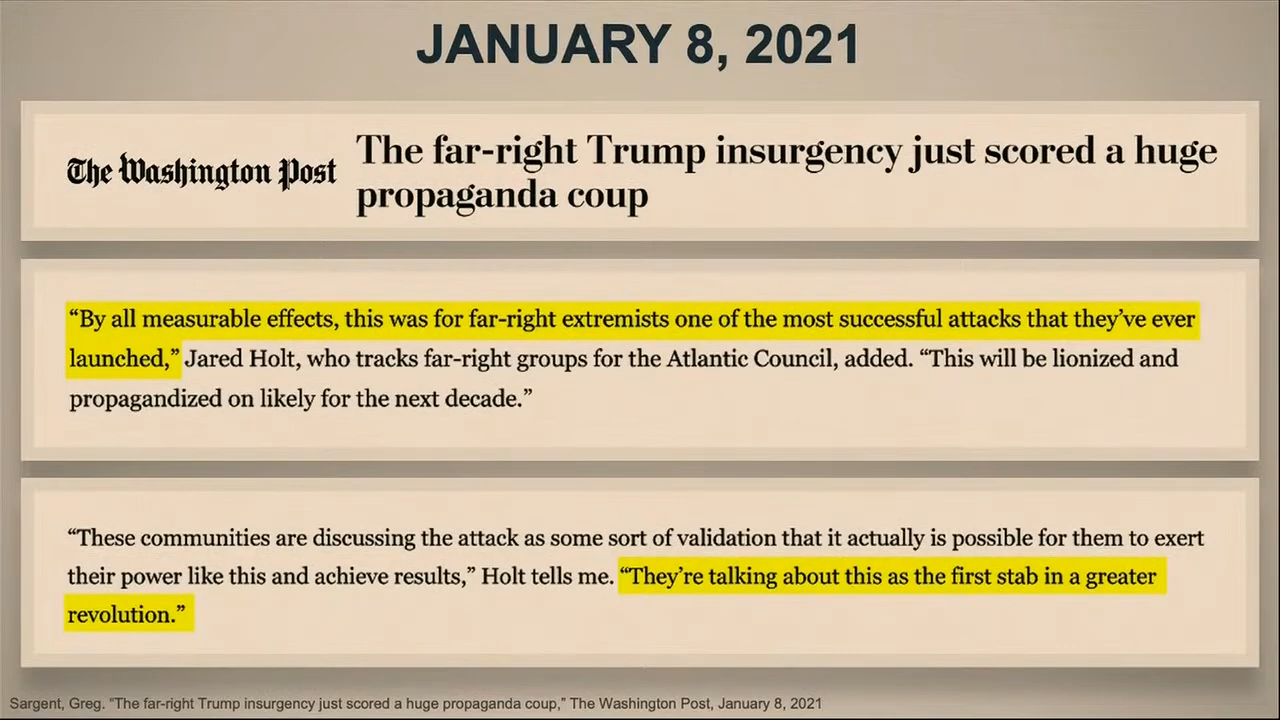 JANUARY 8, 2021
The Washington Post
The far-right Trump insurgency just scored a huge
propaganda coup
“By all measurable effects, this was for far-right extremists one of the most successful attacks that they’ve ever
launched,” Jared Holt, who tracks far-right groups for the Atlantic Council, added. “This will be lionized and
propagandized on likely for the next decade.”
“These communities are discussing the attack as some sort of validation that it actually is possible for them to exert
their power like this and achieve results,” Holt tells me. “They’re talking about this as the first stab in a greater
revolution.”
Sargent, Greg. “The far-right Trump insurgency just scored a huge propaganda coup,” The Washington Post, January 8, 2021